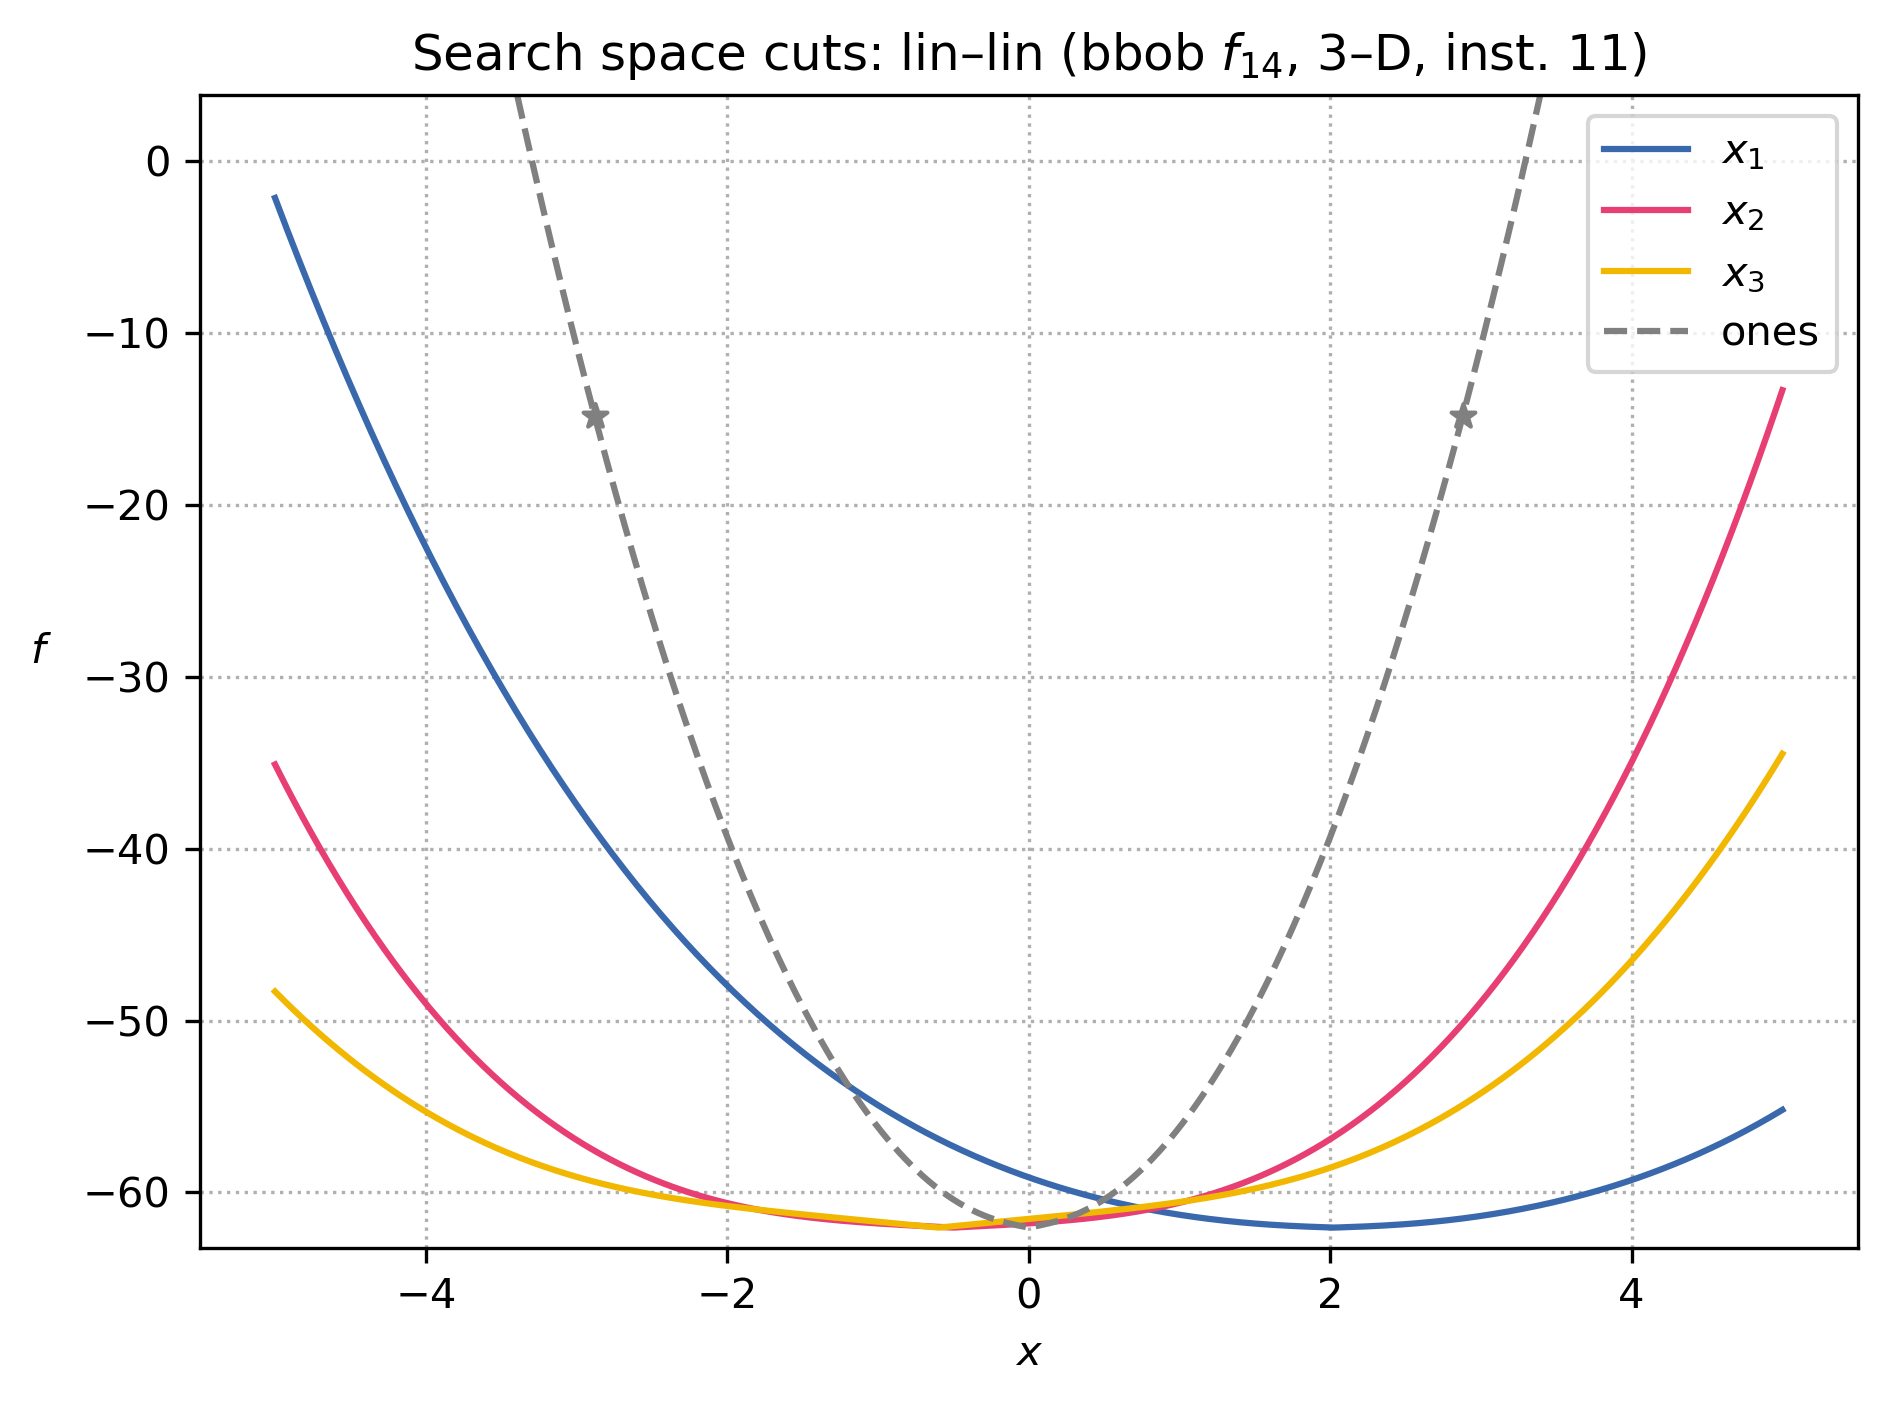 Search space cuts: lin–lin (bbob f₁₄, 3–D, inst. 11)
x₁
x₂
x₃
ones
f
0
−10
−20
−30
−40
−50
−60
−4
−2
0
2
4
x